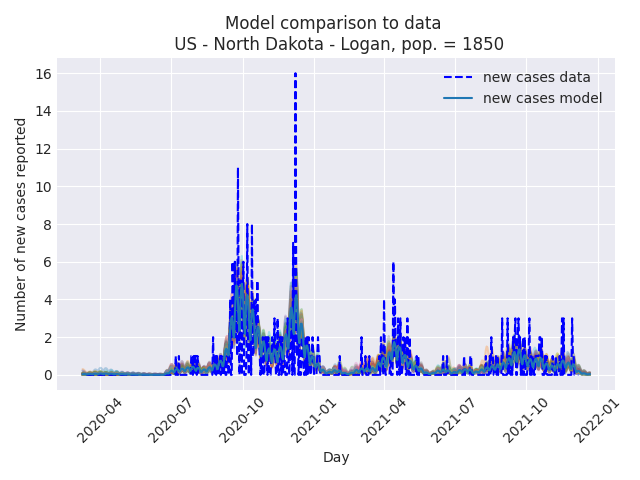 Model comparison to data
US - North Dakota - Logan, pop. = 1850
new cases data
new cases model
Number of new cases reported
16
14
12
10
8
6
4
2
0
2020-04
2020-07
2020-10
2021-01
2021-04
2021-07
2021-10
2022-01
Day